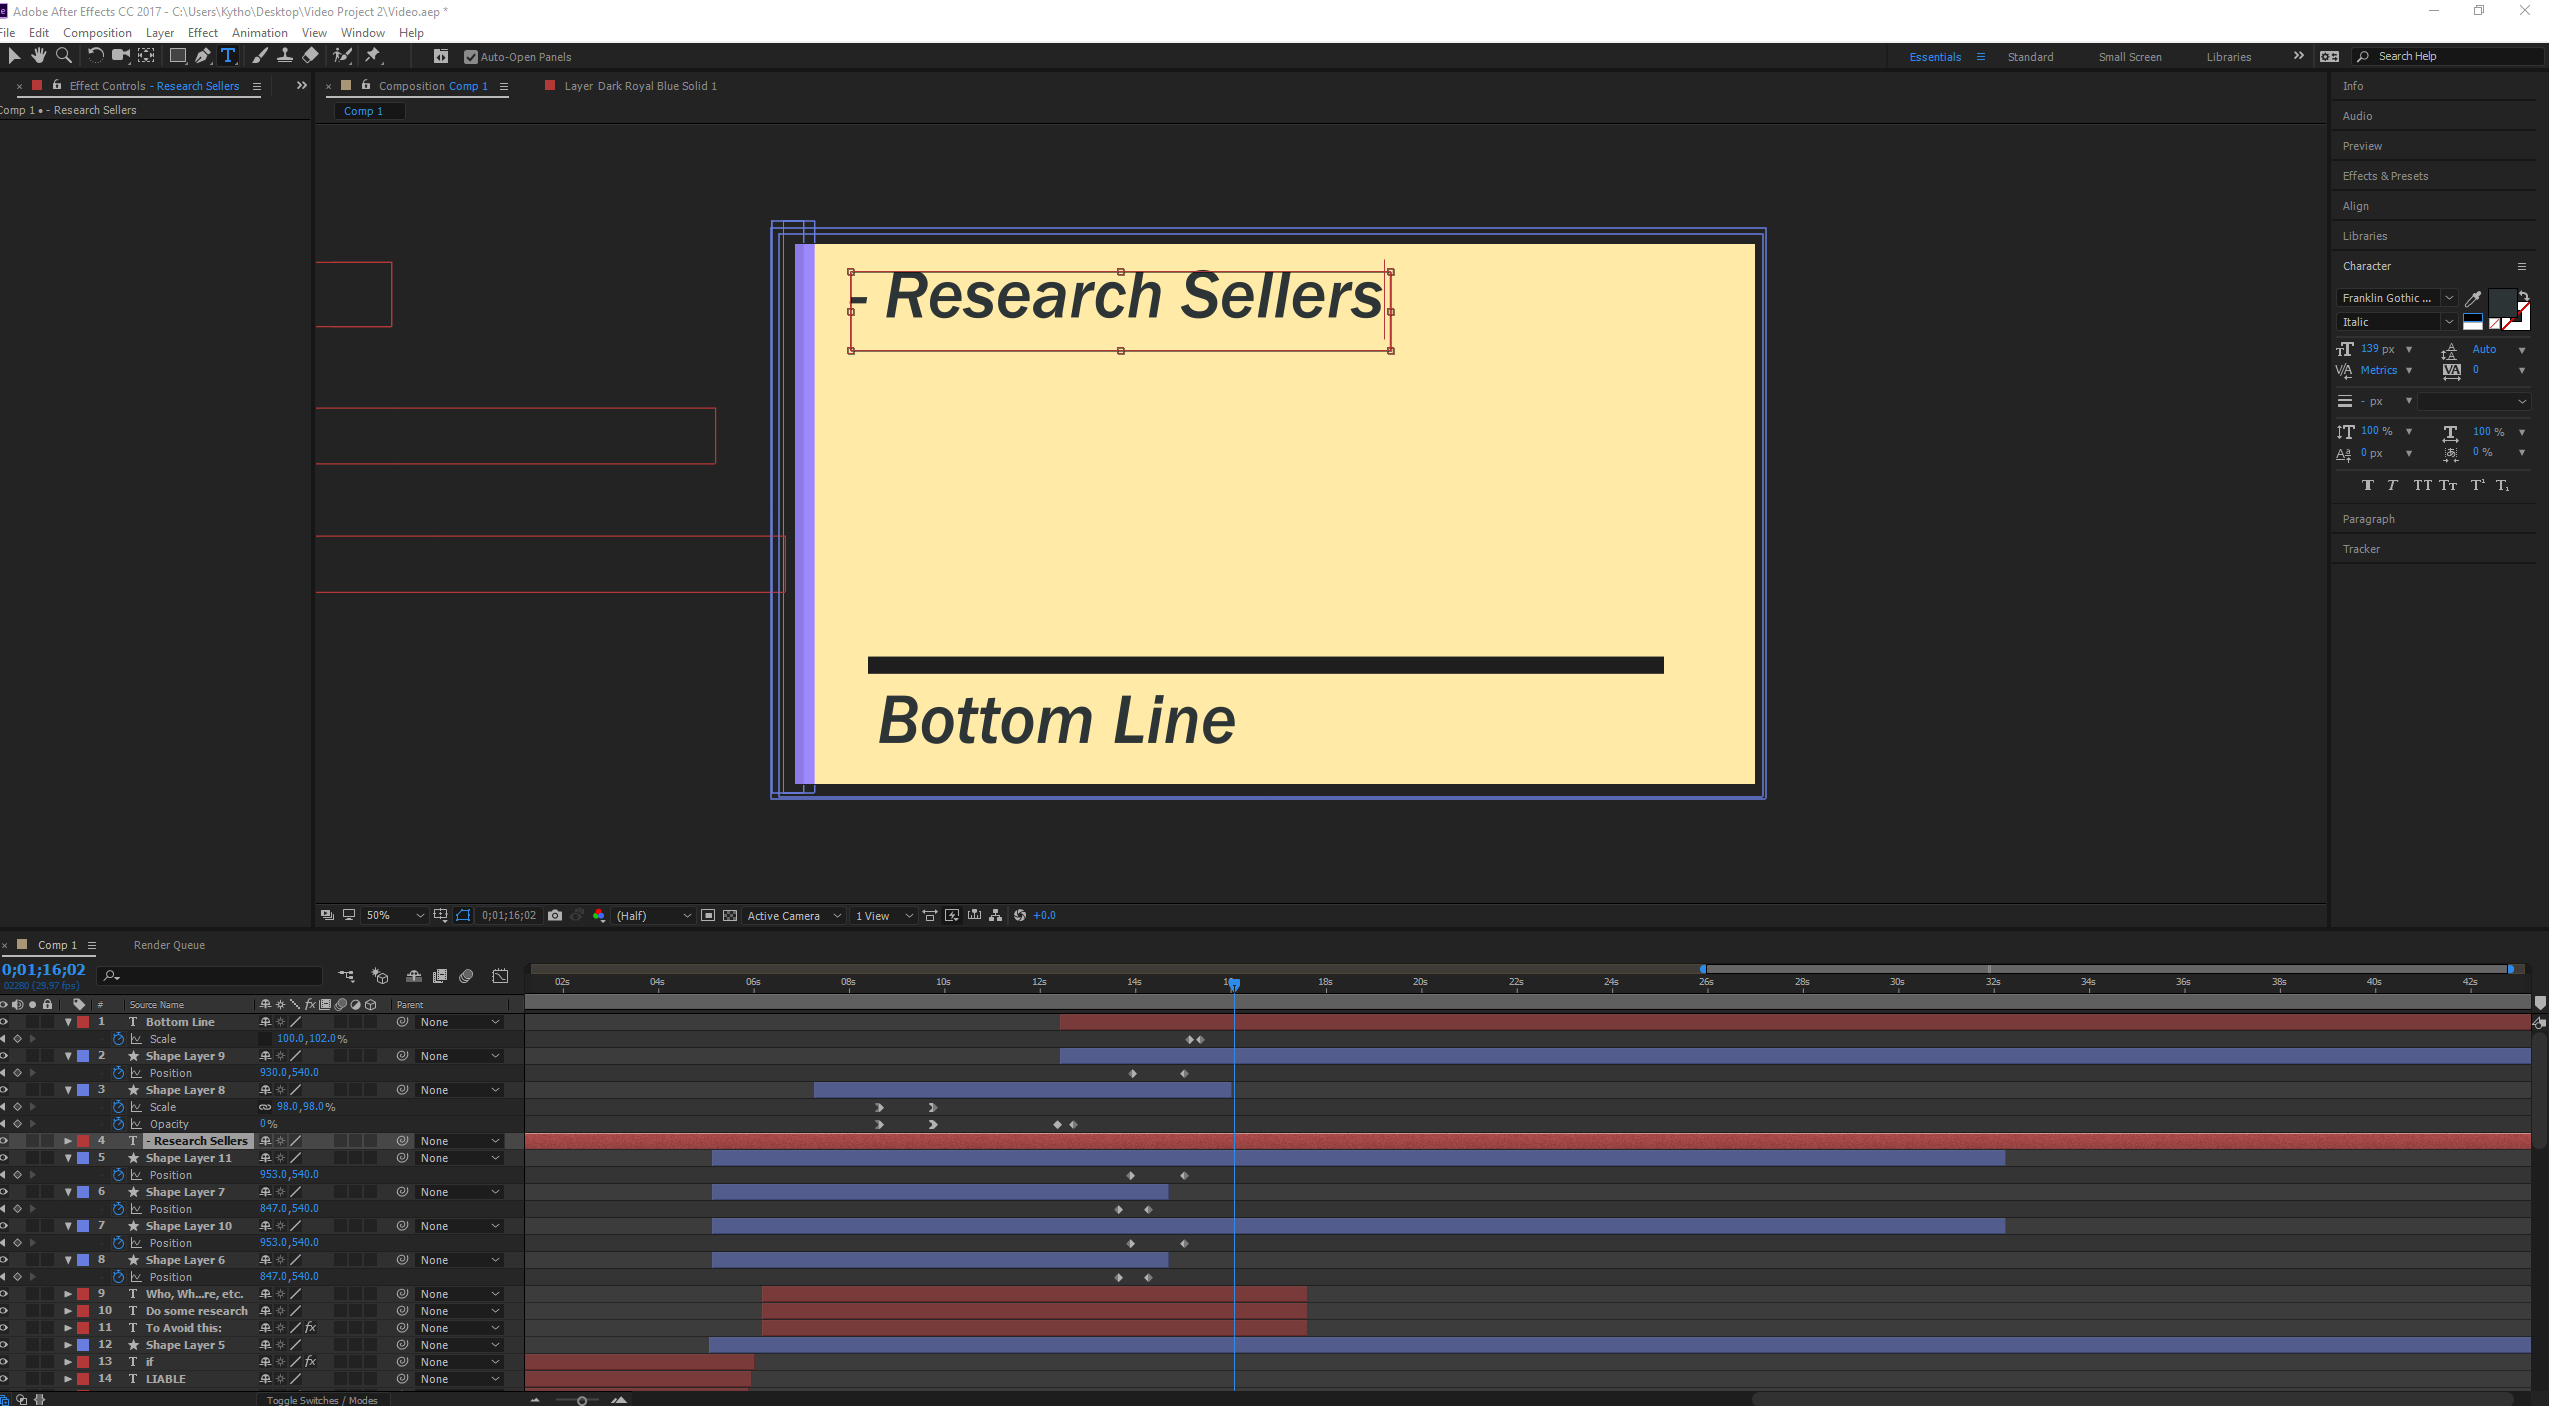 Adobe After Effects CC 2017 - C:\Users\Kytho\Desktop\Video Project 2\Video.aep *
File Edit Composition Layer Effect Animation View Window Help
Auto-Open Panels
Essentials Standard Small Screen Libraries Search Help
Effect Controls - Research Sellers
Composition Comp 1
Layer Dark Royal Blue Solid 1
Comp 1 • - Research Sellers
Comp 1
- Research Sellers
Bottom Line
50% 0;01;16;02 (Half) Active Camera 1 View +0.0
Info
Audio
Preview
Effects & Presets
Align
Libraries
Character
Franklin Gothic ...
Italic
139 px Auto
Metrics 0
- px
100 % 100 %
0 px 0 %
Paragraph
Tracker
Comp 1 Render Queue
0;01;16;02
02280 (29.97 fps)
02s 04s 06s 08s 10s 12s 14s 16s 18s 20s 22s 24s 26s 28s 30s 32s 34s 36s 38s 40s 42s
# Source Name fx Parent
1 T Bottom Line None
Scale 100.0,102.0%
2 Shape Layer 9 None
Position 930.0,540.0
3 Shape Layer 8 None
Scale 98.0,98.0%
Opacity 0%
4 T - Research Sellers None
5 Shape Layer 11 None
Position 953.0,540.0
6 Shape Layer 7 None
Position 847.0,540.0
7 Shape Layer 10 None
Position 953.0,540.0
8 Shape Layer 6 None
Position 847.0,540.0
9 T Who, Wh...re, etc. None
10 T Do some research None
11 T To Avoid this: fx None
12 Shape Layer 5 None
13 T if fx None
14 T LIABLE None
Toggle Switches / Modes